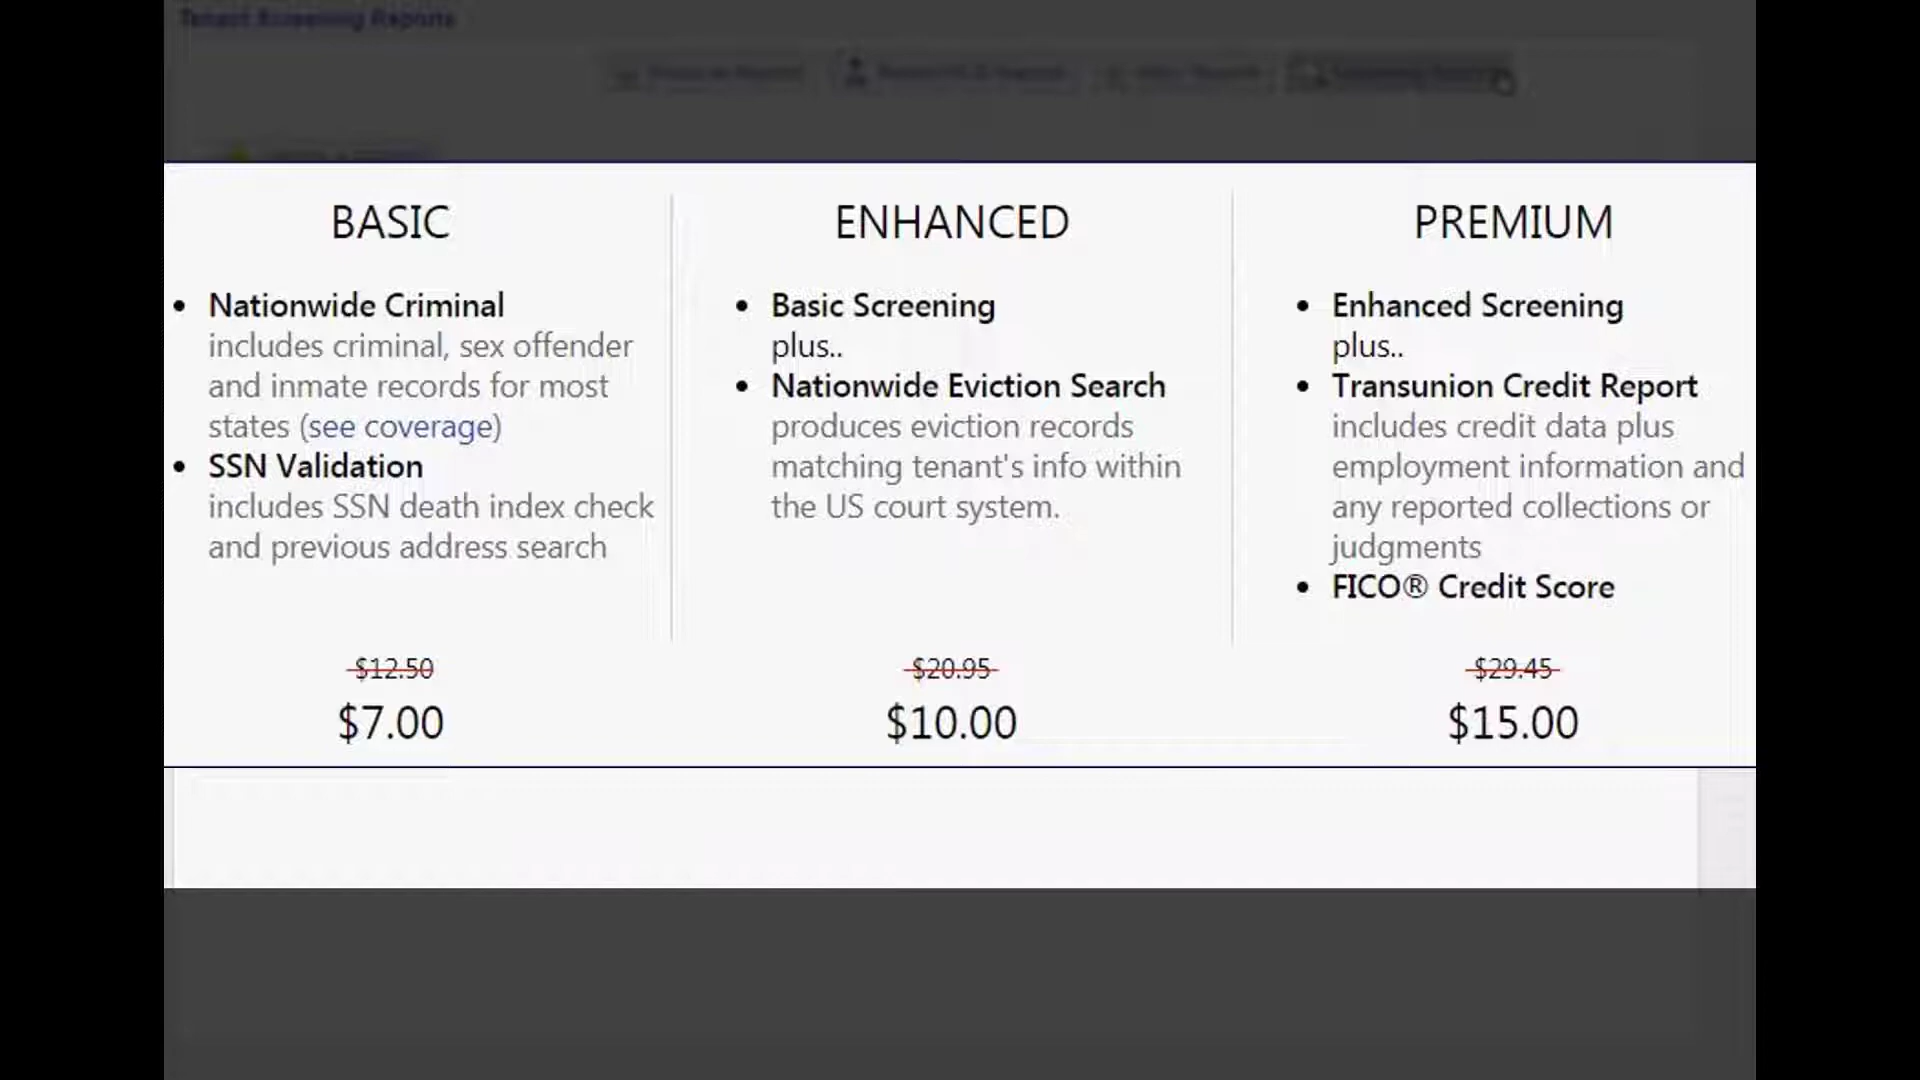 Tenant Screening Reports
BASIC
• Nationwide Criminal
includes criminal, sex offender
and inmate records for most
states (see coverage)
• SSN Validation
includes SSN death index check
and previous address search
$12.50
$7.00
ENHANCED
• Basic Screening
plus..
• Nationwide Eviction Search
produces eviction records
matching tenant's info within
the US court system.
$20.95
$10.00
PREMIUM
• Enhanced Screening
plus..
• Transunion Credit Report
includes credit data plus
employment information and
any reported collections or
judgments
• FICO® Credit Score
$29.45
$15.00